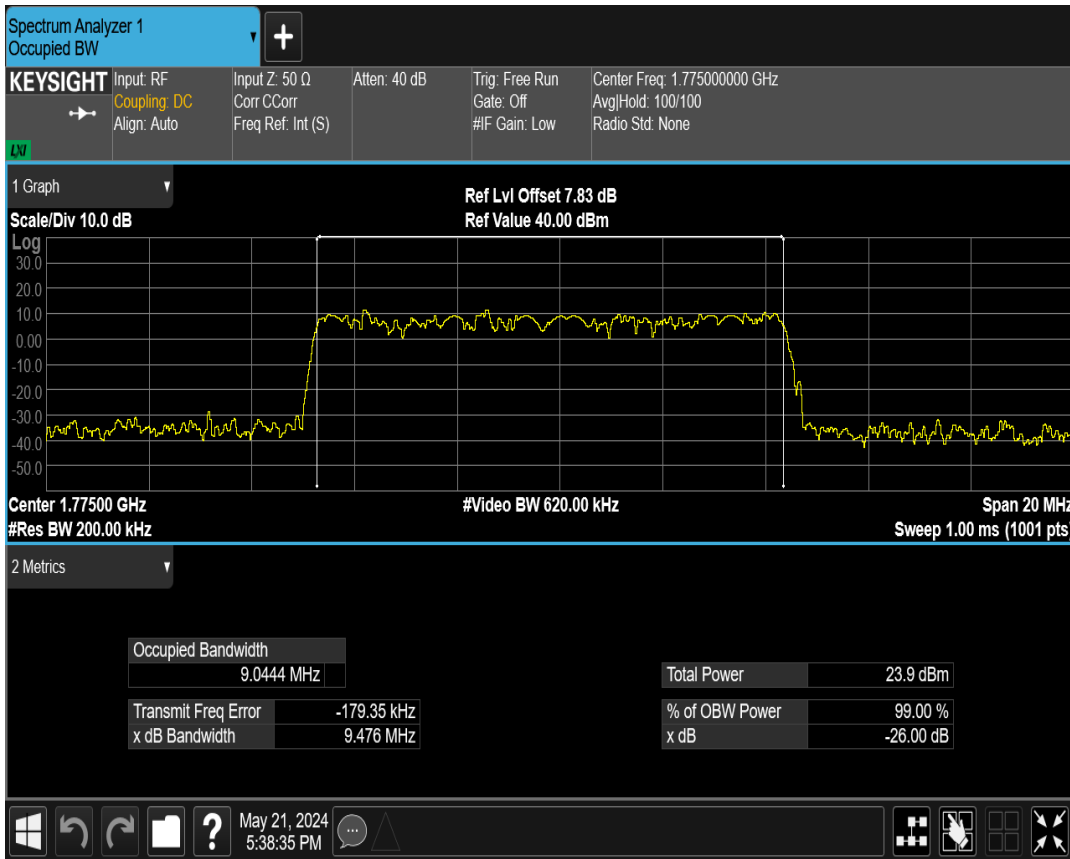 Spectrum Analyzer 1
Occupied BW
+
KEYSIGHT
LXI
Input: RF
Coupling: DC
Align: Auto
Input Z: 50 Ω
Corr CCorr
Freq Ref: Int (S)
Atten: 40 dB
Trig: Free Run
Gate: Off
#IF Gain: Low
Center Freq: 1.775000000 GHz
Avg|Hold: 100/100
Radio Std: None
1 Graph
Scale/Div 10.0 dB
Ref Lvl Offset 7.83 dB
Ref Value 40.00 dBm
Log
30.0
20.0
10.0
0.00
-10.0
-20.0
-30.0
-40.0
-50.0
Center 1.77500 GHz
#Video BW 620.00 kHz
Span 20 MHz
#Res BW 200.00 kHz
Sweep 1.00 ms (1001 pts)
2 Metrics
Occupied Bandwidth
9.0444 MHz
Total Power 23.9 dBm
Transmit Freq Error -179.35 kHz
% of OBW Power 99.00 %
x dB Bandwidth 9.476 MHz
x dB -26.00 dB
?
May 21, 2024
5:38:35 PM